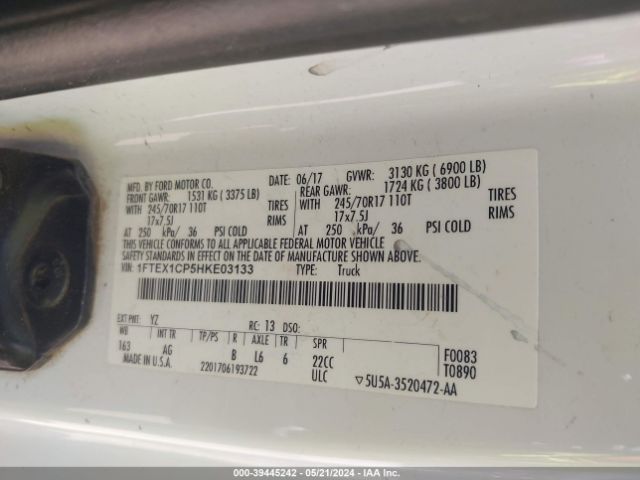 MFD. BY FORD MOTOR CO.
DATE: 06/17 GVWR: 3130 KG ( 6900 LB)
FRONT GAWR: 1531 KG ( 3375 LB)
REAR GAWR: 1724 KG ( 3800 LB)
WITH 245/70R17 110T TIRES
WITH 245/70R17 110T TIRES
17x7.5J RIMS
17x7.5J RIMS
AT 250 kPa/ 36 PSI COLD
AT 250 kPa/ 36 PSI COLD
THIS VEHICLE CONFORMS TO ALL APPLICABLE FEDERAL MOTOR VEHICLE
SAFETY STANDARDS IN EFFECT ON THE DATE OF MANUFACTURE SHOWN ABOVE.
VIN: 1FTEX1CP5HKE03133 TYPE: Truck
EXT PNT: YZ RC: 13 DSO:
WB INT TR TP/PS R AXLE TR SPR
163 AG B L6 6 22CC F0083
MADE IN U.S.A. 2201706193722 ULC T0890
▽5U5A-3520472-AA
000-39445242 - 05/21/2024 - IAAI.COM